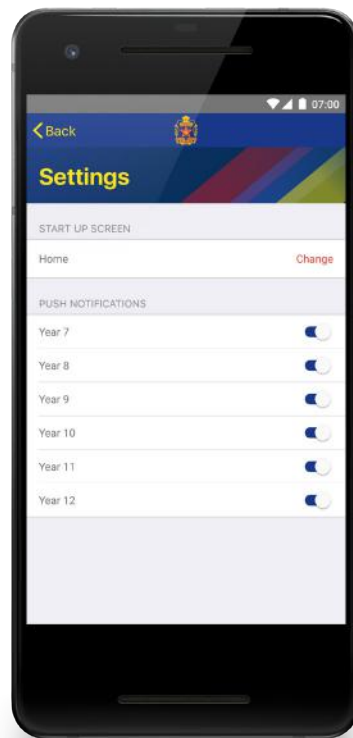 07:00
Back
Settings
START UP SCREEN
Home Change
PUSH NOTIFICATIONS
Year 7
Year 8
Year 9
Year 10
Year 11
Year 12